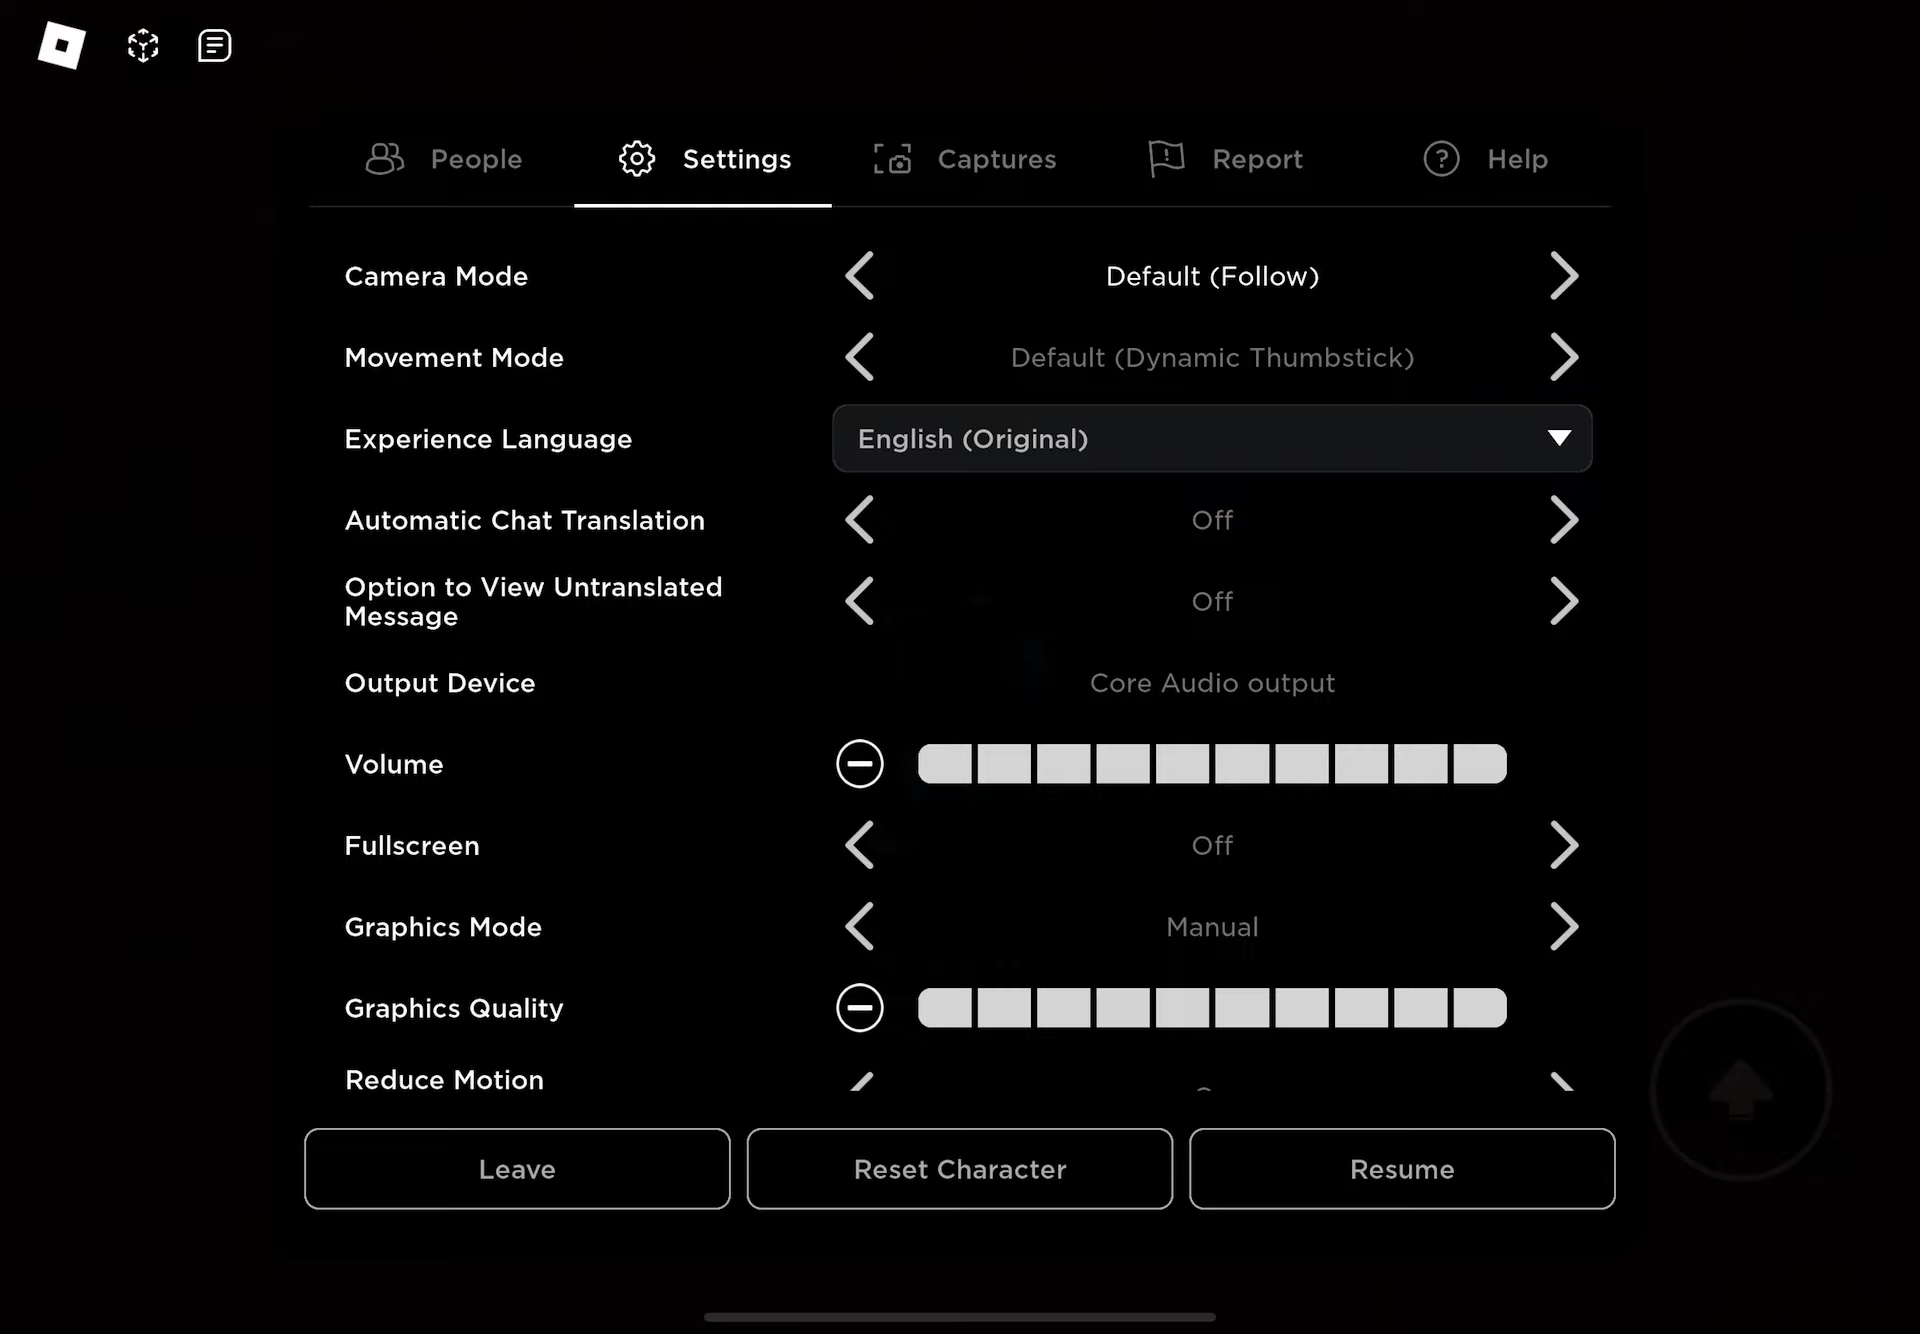 People
Settings
Captures
Report
Help
Camera Mode
Default (Follow)
Movement Mode
Default (Dynamic Thumbstick)
Experience Language
English (Original)
Automatic Chat Translation
Off
Option to View Untranslated
Message
Off
Output Device
Core Audio output
Volume
Fullscreen
Off
Graphics Mode
Manual
Graphics Quality
Reduce Motion
Leave
Reset Character
Resume